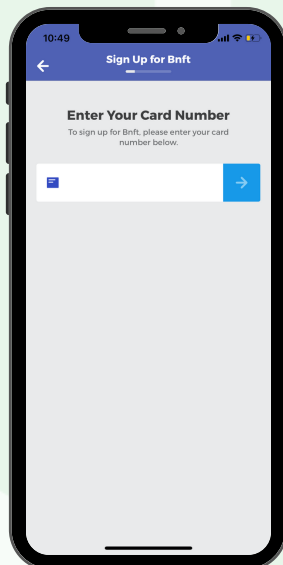 10:49
Sign Up for Bnft
Enter Your Card Number
To sign up for Bnft, please enter your card
number below.